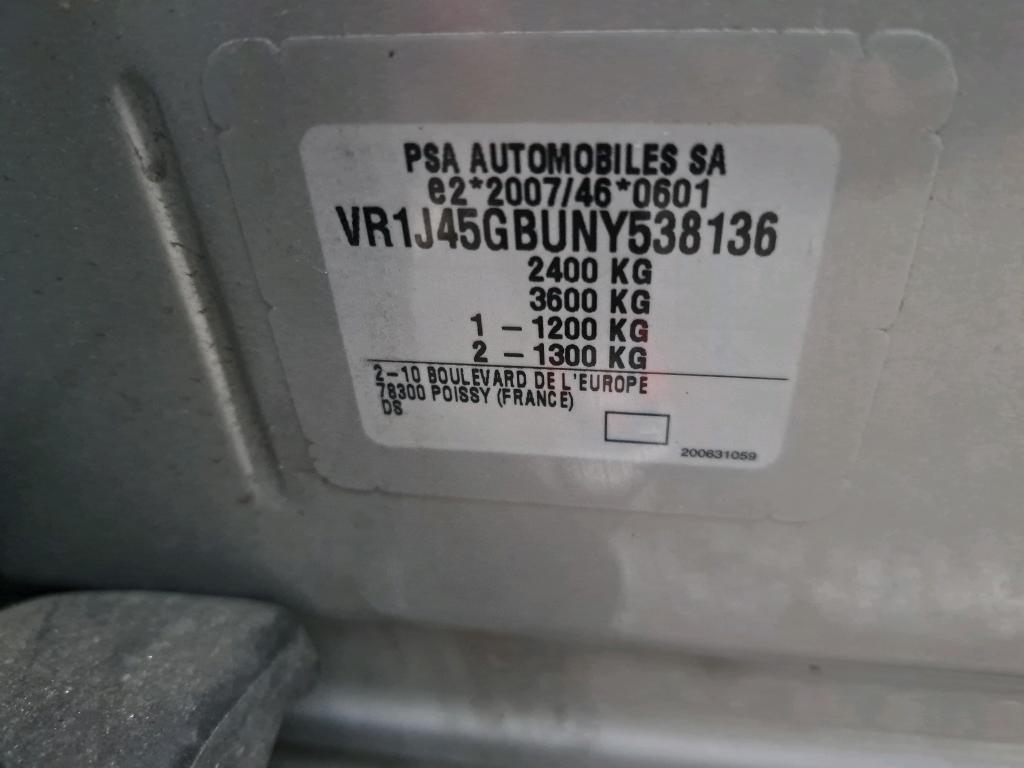 PSA AUTOMOBILES SA
e2*2007/46*0601
VR1J45GBUNY538136
2400 KG
3600 KG
1 - 1200 KG
2 - 1300 KG
2-10 BOULEVARD DE L'EUROPE
78300 POISSY (FRANCE)
DS
200631059